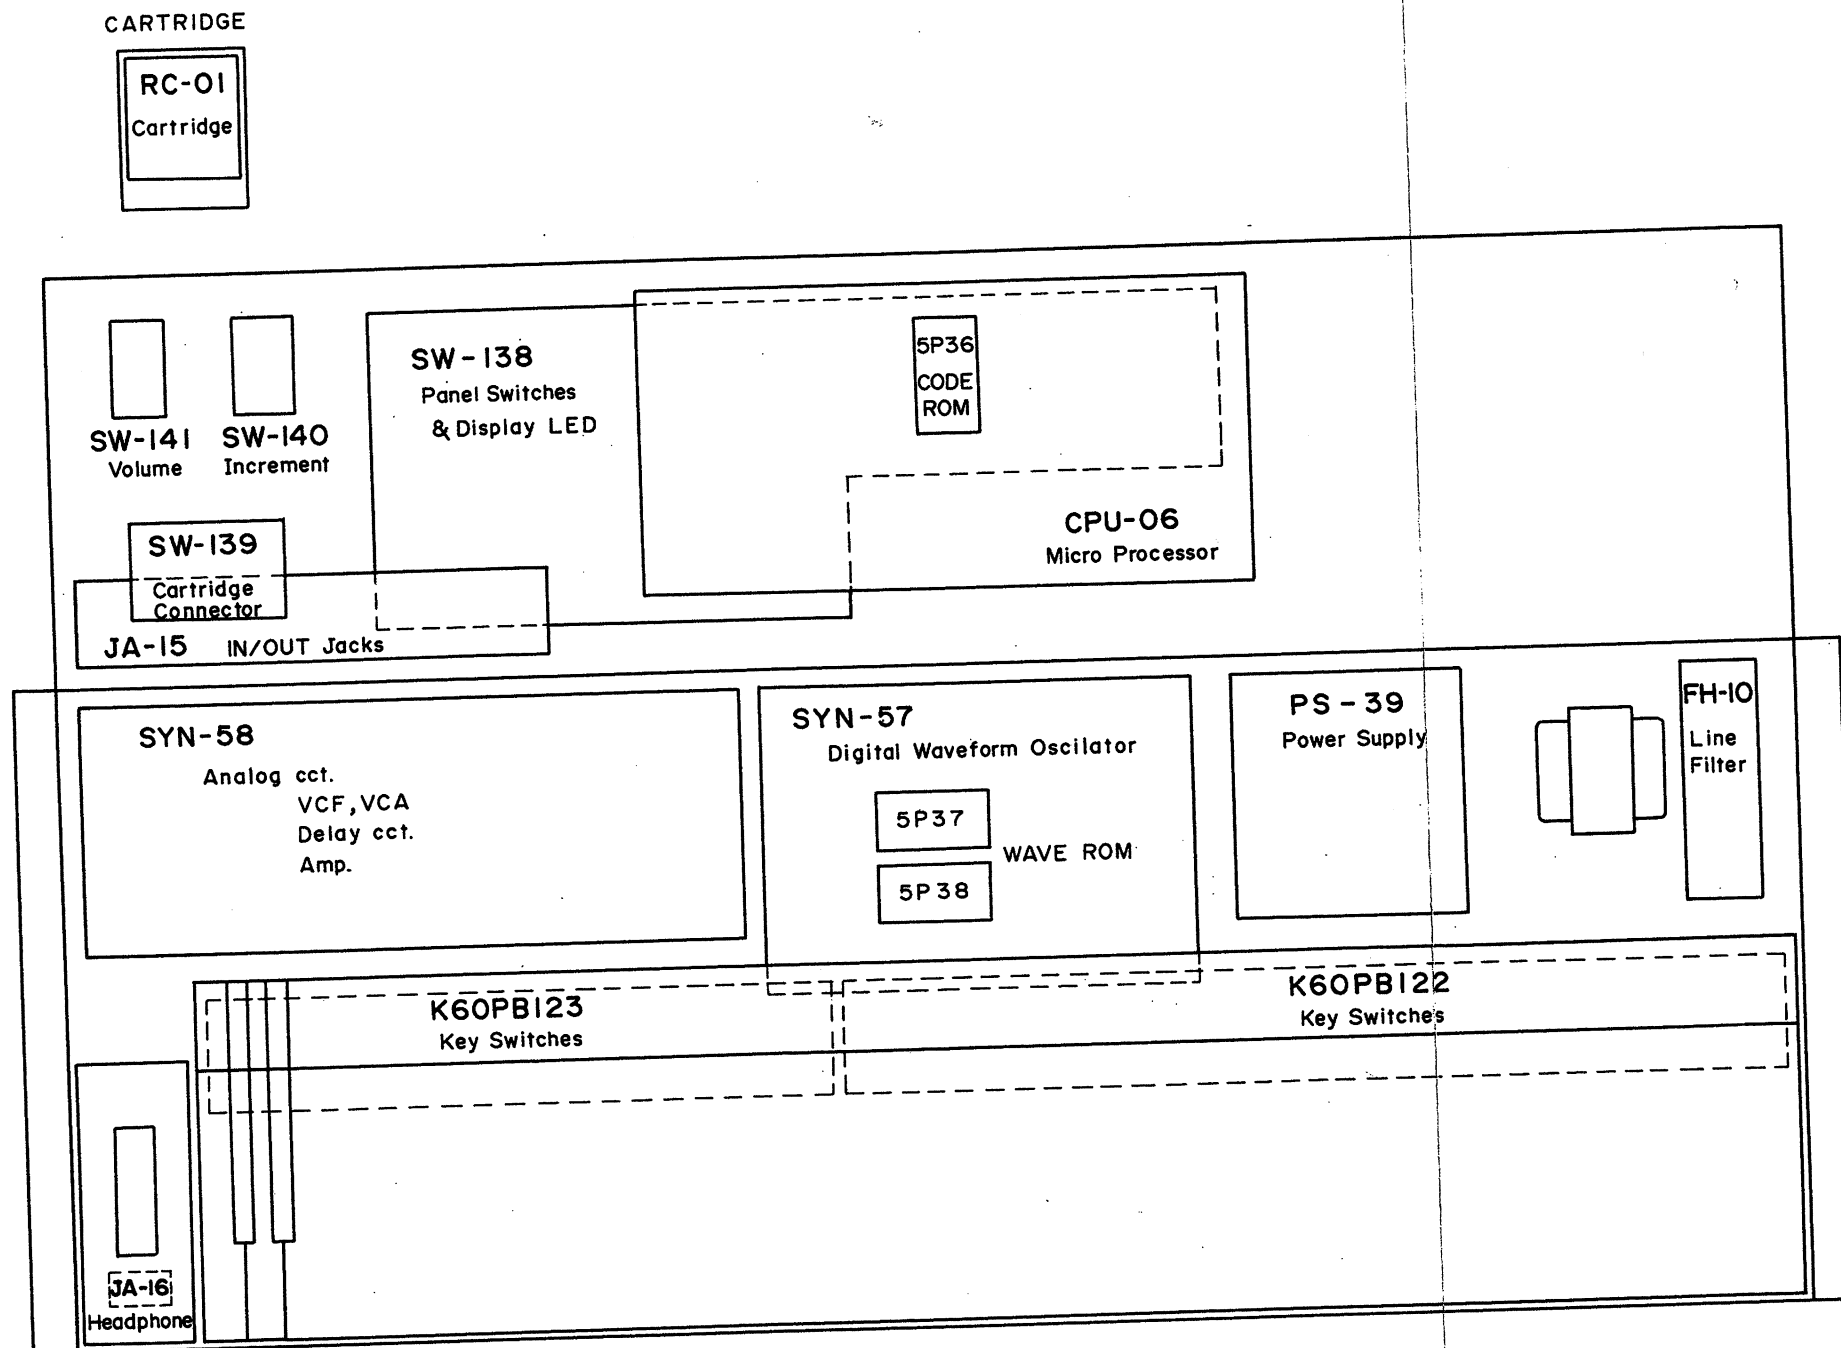 CARTRIDGE
RC-01
Cartridge
SW-138
Panel Switches
& Display LED
5P36
CODE
ROM
SW-141
Volume
SW-140
Increment
CPU-06
Micro Processor
SW-139
Cartridge
Connector
JA-15 IN/OUT Jacks
SYN-58
Analog cct.
VCF,VCA
Delay cct.
Amp.
SYN-57
Digital Waveform Oscilator
5P37
5P38
WAVE ROM
PS-39
Power Supply
FH-10
Line
Filter
K60PB123
Key Switches
K60PB122
Key Switches
JA-16
Headphone